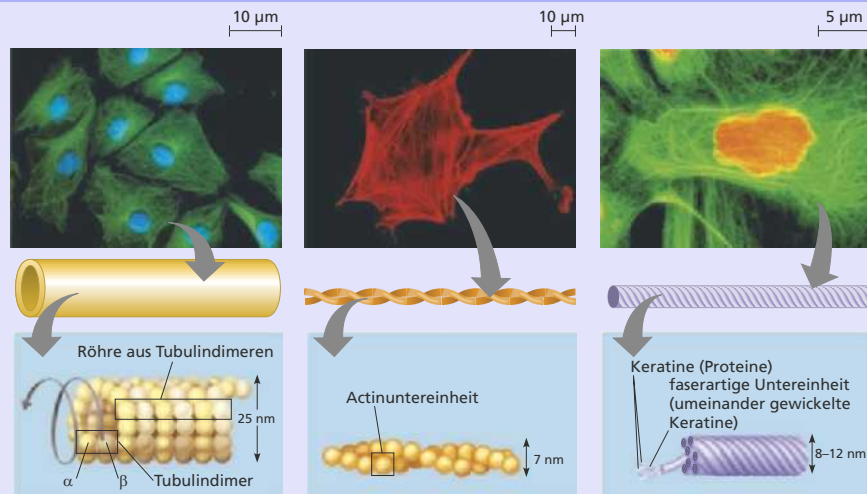 10 µm
10 µm
5 µm
Röhre aus Tubulindimeren
25 nm
α
β
Tubulindimer
Actinuntereinheit
7 nm
Keratine (Proteine)
faserartige Untereinheit
(umeinander gewickelte
Keratine)
8–12 nm